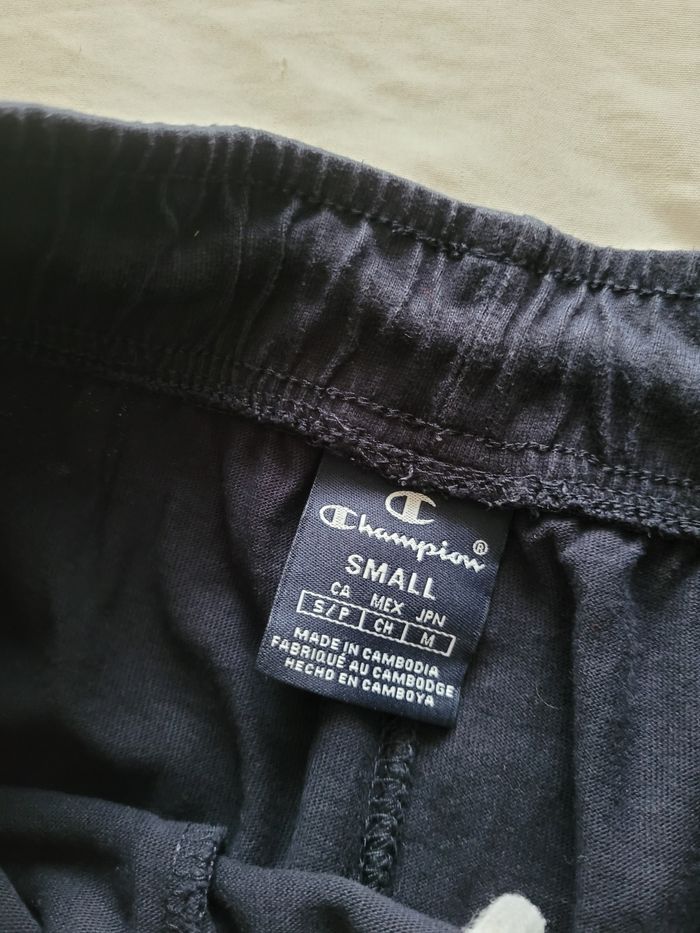 Champion®
SMALL
CA MEX JPN
S/P CH M
MADE IN CAMBODIA
FABRIQUÉ AU CAMBODGE
HECHO EN CAMBOYA